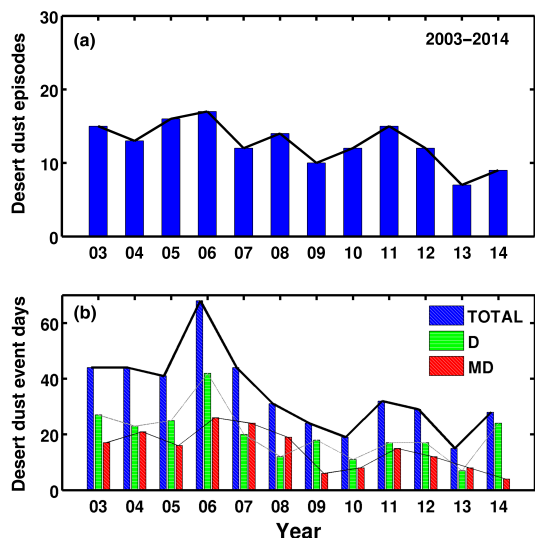 (a)
2003–2014
Desert dust episodes
30
20
10
0
03 04 05 06 07 08 09 10 11 12 13 14
(b)
TOTAL
D
MD
Desert dust event days
60
40
20
0
03 04 05 06 07 08 09 10 11 12 13 14
Year